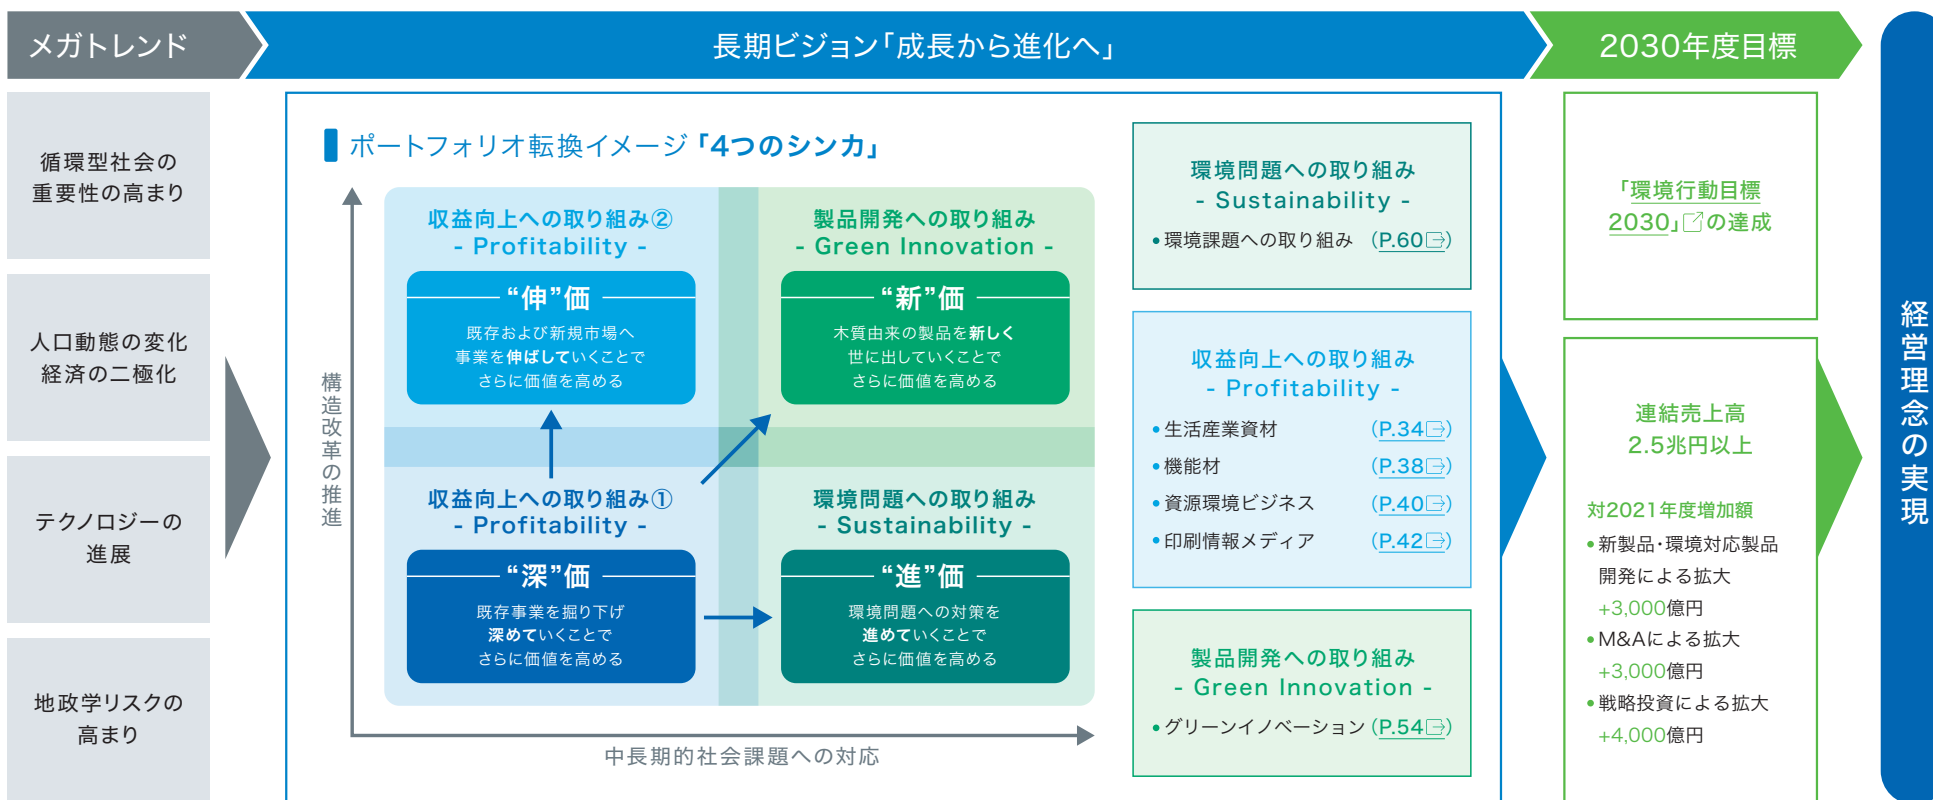 メガトレンド
長期ビジョン「成長から進化へ」
2030年度目標
循環型社会の
重要性の高まり
人口動態の変化
経済の二極化
テクノロジーの
進展
地政学リスクの
高まり
ポートフォリオ転換イメージ「4つのシンカ」
構造改革の推進
収益向上への取り組み②
- Profitability -
“伸”価
既存および新規市場へ
事業を伸ばしていくことで
さらに価値を高める
製品開発への取り組み
- Green Innovation -
“新”価
木質由来の製品を新しく
世に出していくことで
さらに価値を高める
収益向上への取り組み①
- Profitability -
“深”価
既存事業を掘り下げ
深めていくことで
さらに価値を高める
環境問題への取り組み
- Sustainability -
“進”価
環境問題への対策を
進めていくことで
さらに価値を高める
中長期的社会課題への対応
環境問題への取り組み
- Sustainability -
•環境課題への取り組み (P.60)
収益向上への取り組み
- Profitability -
•生活産業資材 (P.34)
•機能材 (P.38)
•資源環境ビジネス (P.40)
•印刷情報メディア (P.42)
製品開発への取り組み
- Green Innovation -
•グリーンイノベーション (P.54)
「環境行動目標
2030」の達成
連結売上高
2.5兆円以上
対2021年度増加額
•新製品・環境対応製品
開発による拡大
+3,000億円
•M&Aによる拡大
+3,000億円
•戦略投資による拡大
+4,000億円
経営理念の実現